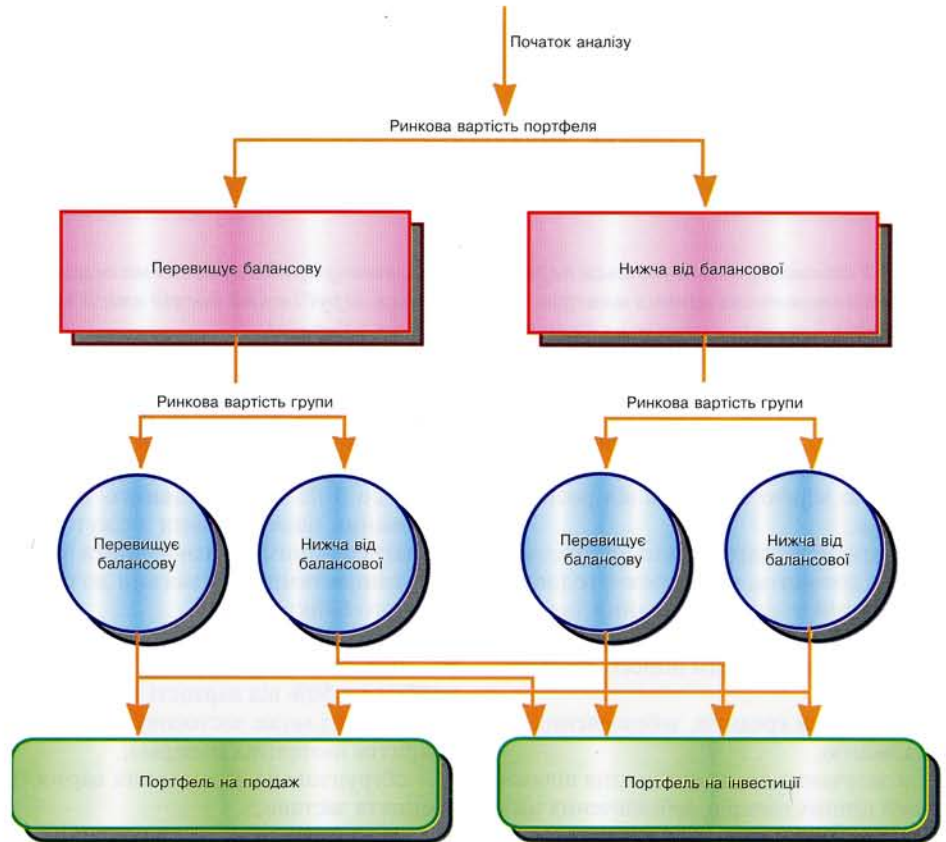 Початок аналізу
Ринкова вартість портфеля
Перевищує балансову
Нижча від балансової
Ринкова вартість групи
Ринкова вартість групи
Перевищує
балансову
Нижча від
балансової
Перевищує
балансову
Нижча від
балансової
Портфель на продаж
Портфель на інвестиції